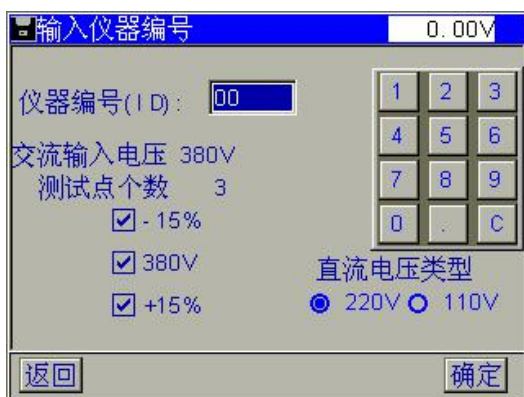 输入仪器编号 0.00V
仪器编号(ID): 00
交流输入电压 380V
测试点个数 3
-15%
380V
+15%
1 2 3
4 5 6
7 8 9
0 . C
直流电压类型
220V 110V
返回 确定